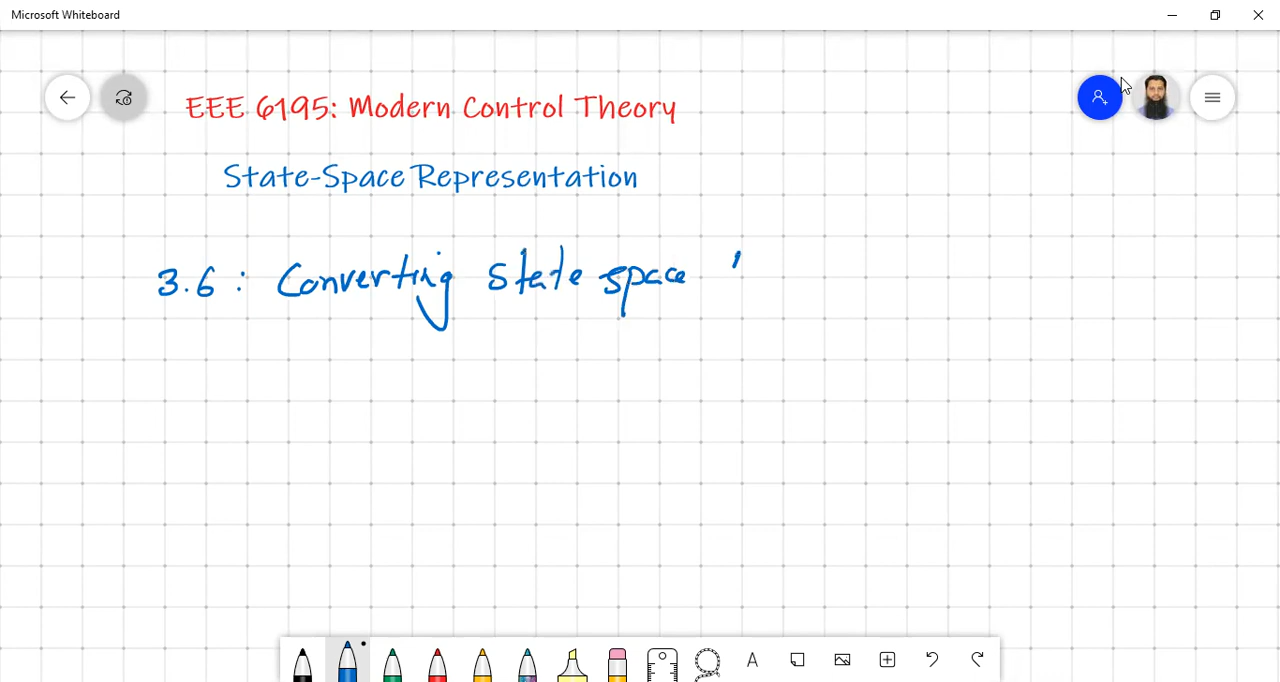 Microsoft Whiteboard
EEE 6195: Modern Control Theory
State-Space Representation
3.6 : Converting state space
A